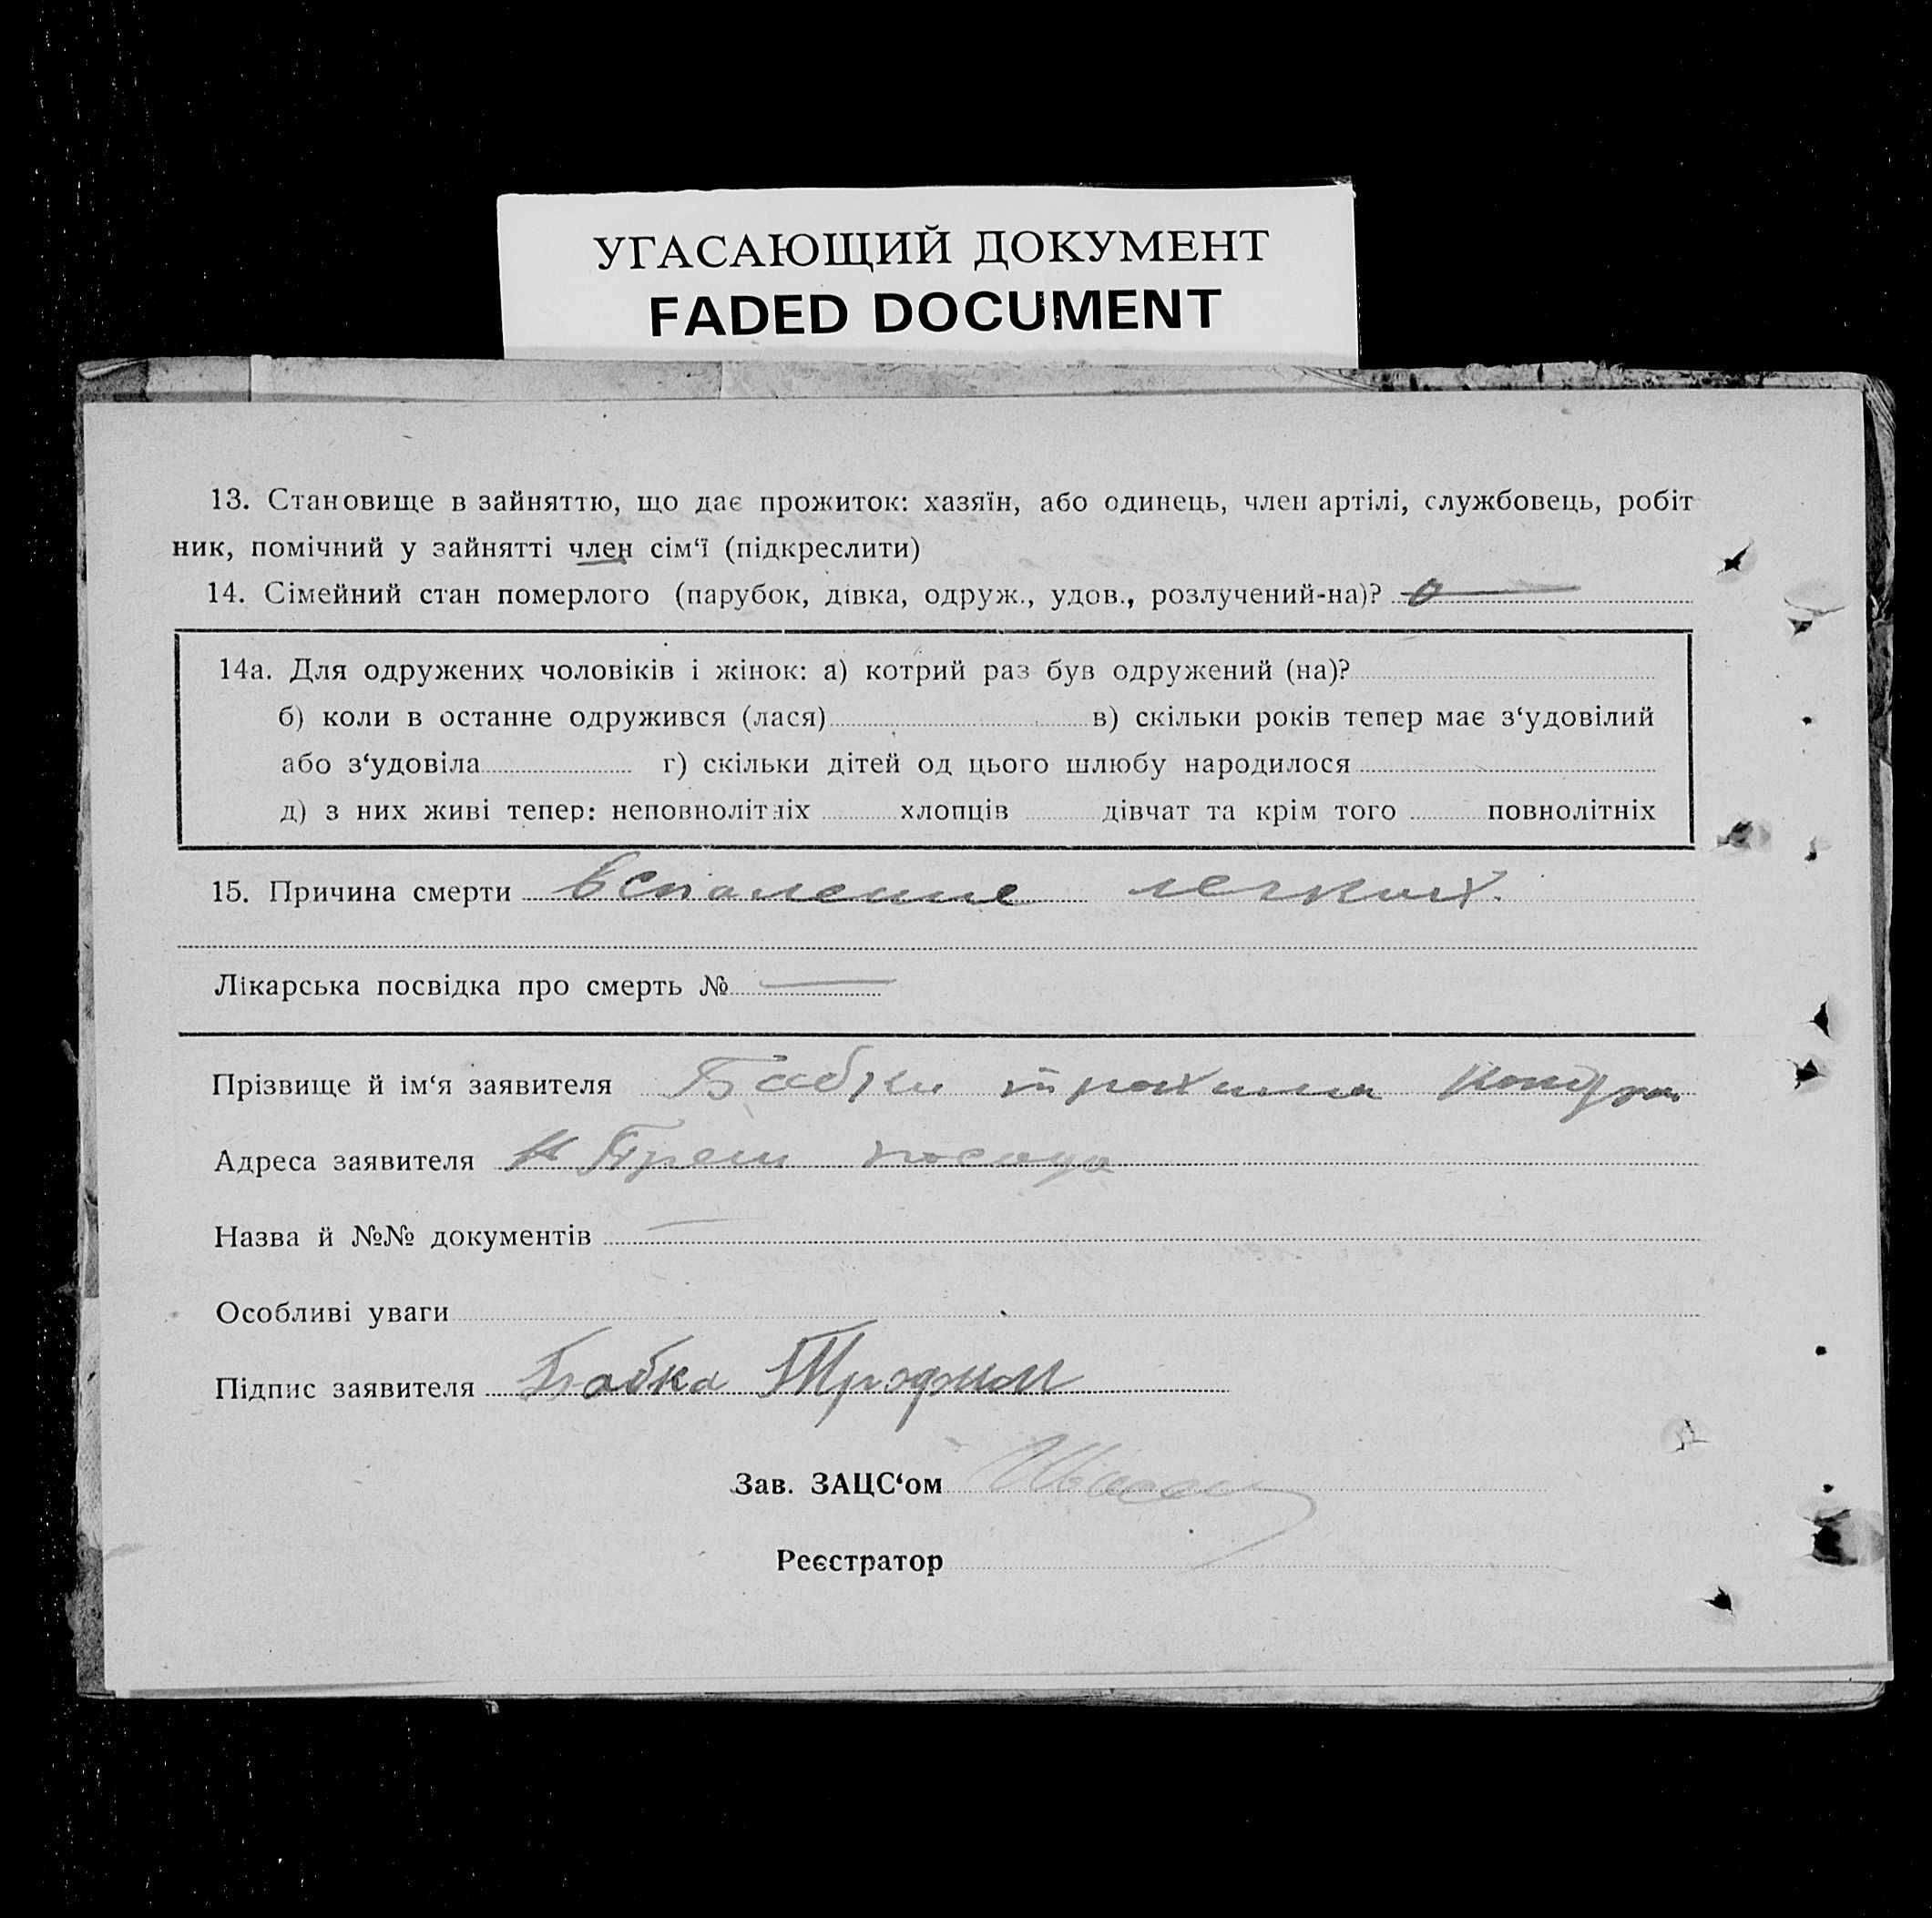 УГАСАЮЩИЙ ДОКУМЕНТ
FADED DOCUMENT
13. Становище в зайняттю, що дає прожиток: хазяїн, або одинець, член артілі, службовець, робіт
ник, помічний у зайнятті член сім‘ї (підкреслити)
14. Сімейний стан померлого (парубок, дівка, одруж., удов., розлучений-на)?
14а. Для одружених чоловіків і жінок: а) котрий раз був одружений (на)?
б) коли в останне одружився (лася) в) скільки років тепер має з‘удовілий
або з‘удовіла г) скільки дітей од цього шлюбу народилося
д) з них живі тепер: неповнолітніх хлопців дівчат та крім того повнолітніх
15. Причина смерти воспаление легких.
Лікарська посвідка про смерть №
Прізвище й ім‘я заявителя Бабки
Адреса заявителя
Назва й №№ документів
Особливі уваги
Підпис заявителя Бабка Трофим
Зав. ЗАЦС‘ом
Реєстратор